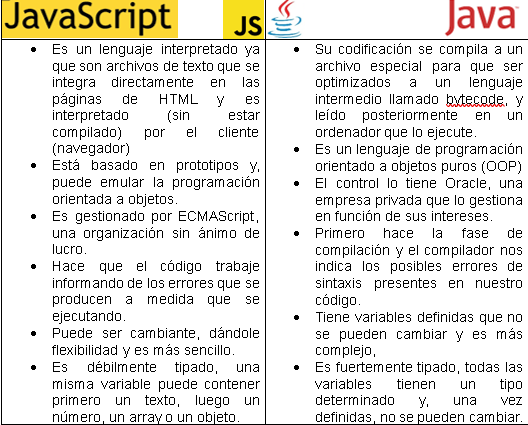 JavaScript JS
Es un lenguaje interpretado ya
que son archivos de texto que se
integra directamente en las
páginas de HTML y es
interpretado (sin estar
compilado) por el cliente
(navegador)
Está basado en prototipos y,
puede emular la programación
orientada a objetos.
Es gestionado por ECMAScript,
una organización sin ánimo de
lucro.
Hace que el código trabaje
informando de los errores que se
producen a medida que se
ejecutando.
Puede ser cambiante, dándole
flexibilidad y es más sencillo.
Es débilmente tipado, una
misma variable puede contener
primero un texto, luego un
número, un array o un objeto.
Java
Su codificación se compila a un
archivo especial para que ser
optimizados a un lenguaje
intermedio llamado bytecode, y
leído posteriormente en un
ordenador que lo ejecute.
Es un lenguaje de programación
orientado a objetos puros (OOP)
El control lo tiene Oracle, una
empresa privada que lo gestiona
en función de sus intereses.
Primero hace la fase de
compilación y el compilador nos
indica los posibles errores de
sintaxis presentes en nuestro
código.
Tiene variables definidas que no
se pueden cambiar y es más
complejo,
Es fuertemente tipado, todas las
variables tienen un tipo
determinado y, una vez
definidas, no se pueden cambiar.